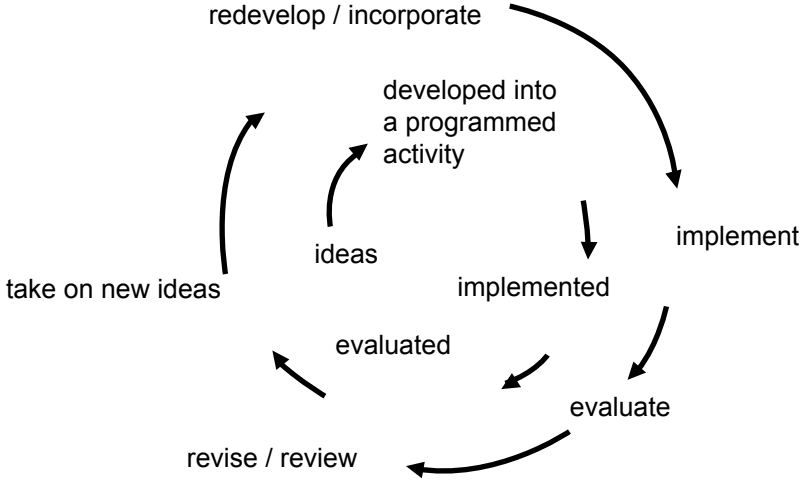 redevelop / incorporate
developed into
a programmed
activity
implement
ideas
take on new ideas
implemented
evaluated
evaluate
revise / review